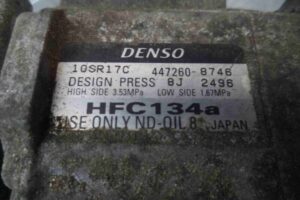 DENSO
10SR17C 447260-8746
DESIGN PRESS 8J 2496
HIGH SIDE 3.53MPa LOW SIDE 1.67MPa
HFC134a
USE ONLY ND-OIL 8 JAPAN